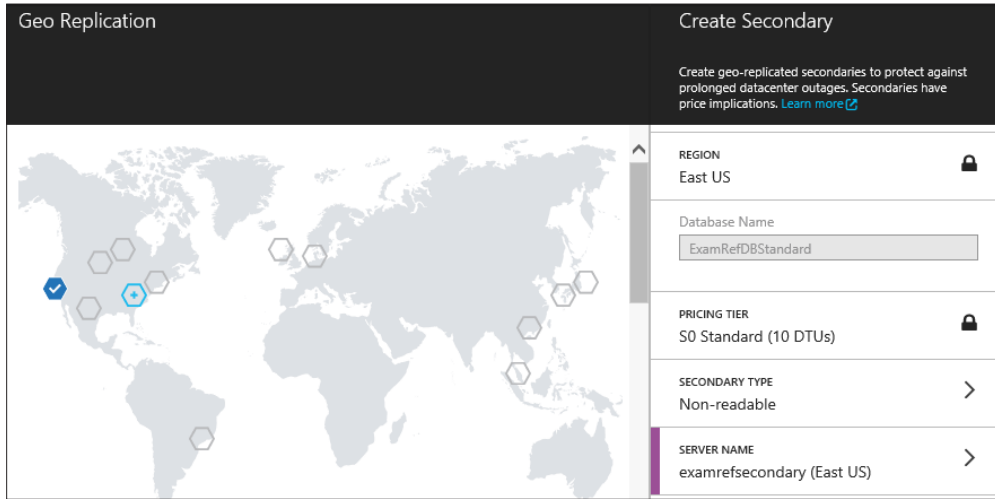 Geo Replication
Create Secondary
Create geo-replicated secondaries to protect against
prolonged datacenter outages. Secondaries have
price implications. Learn more
REGION
East US
Database Name
ExamRefDBStandard
PRICING TIER
S0 Standard (10 DTUs)
SECONDARY TYPE
Non-readable
SERVER NAME
examrefsecondary (East US)